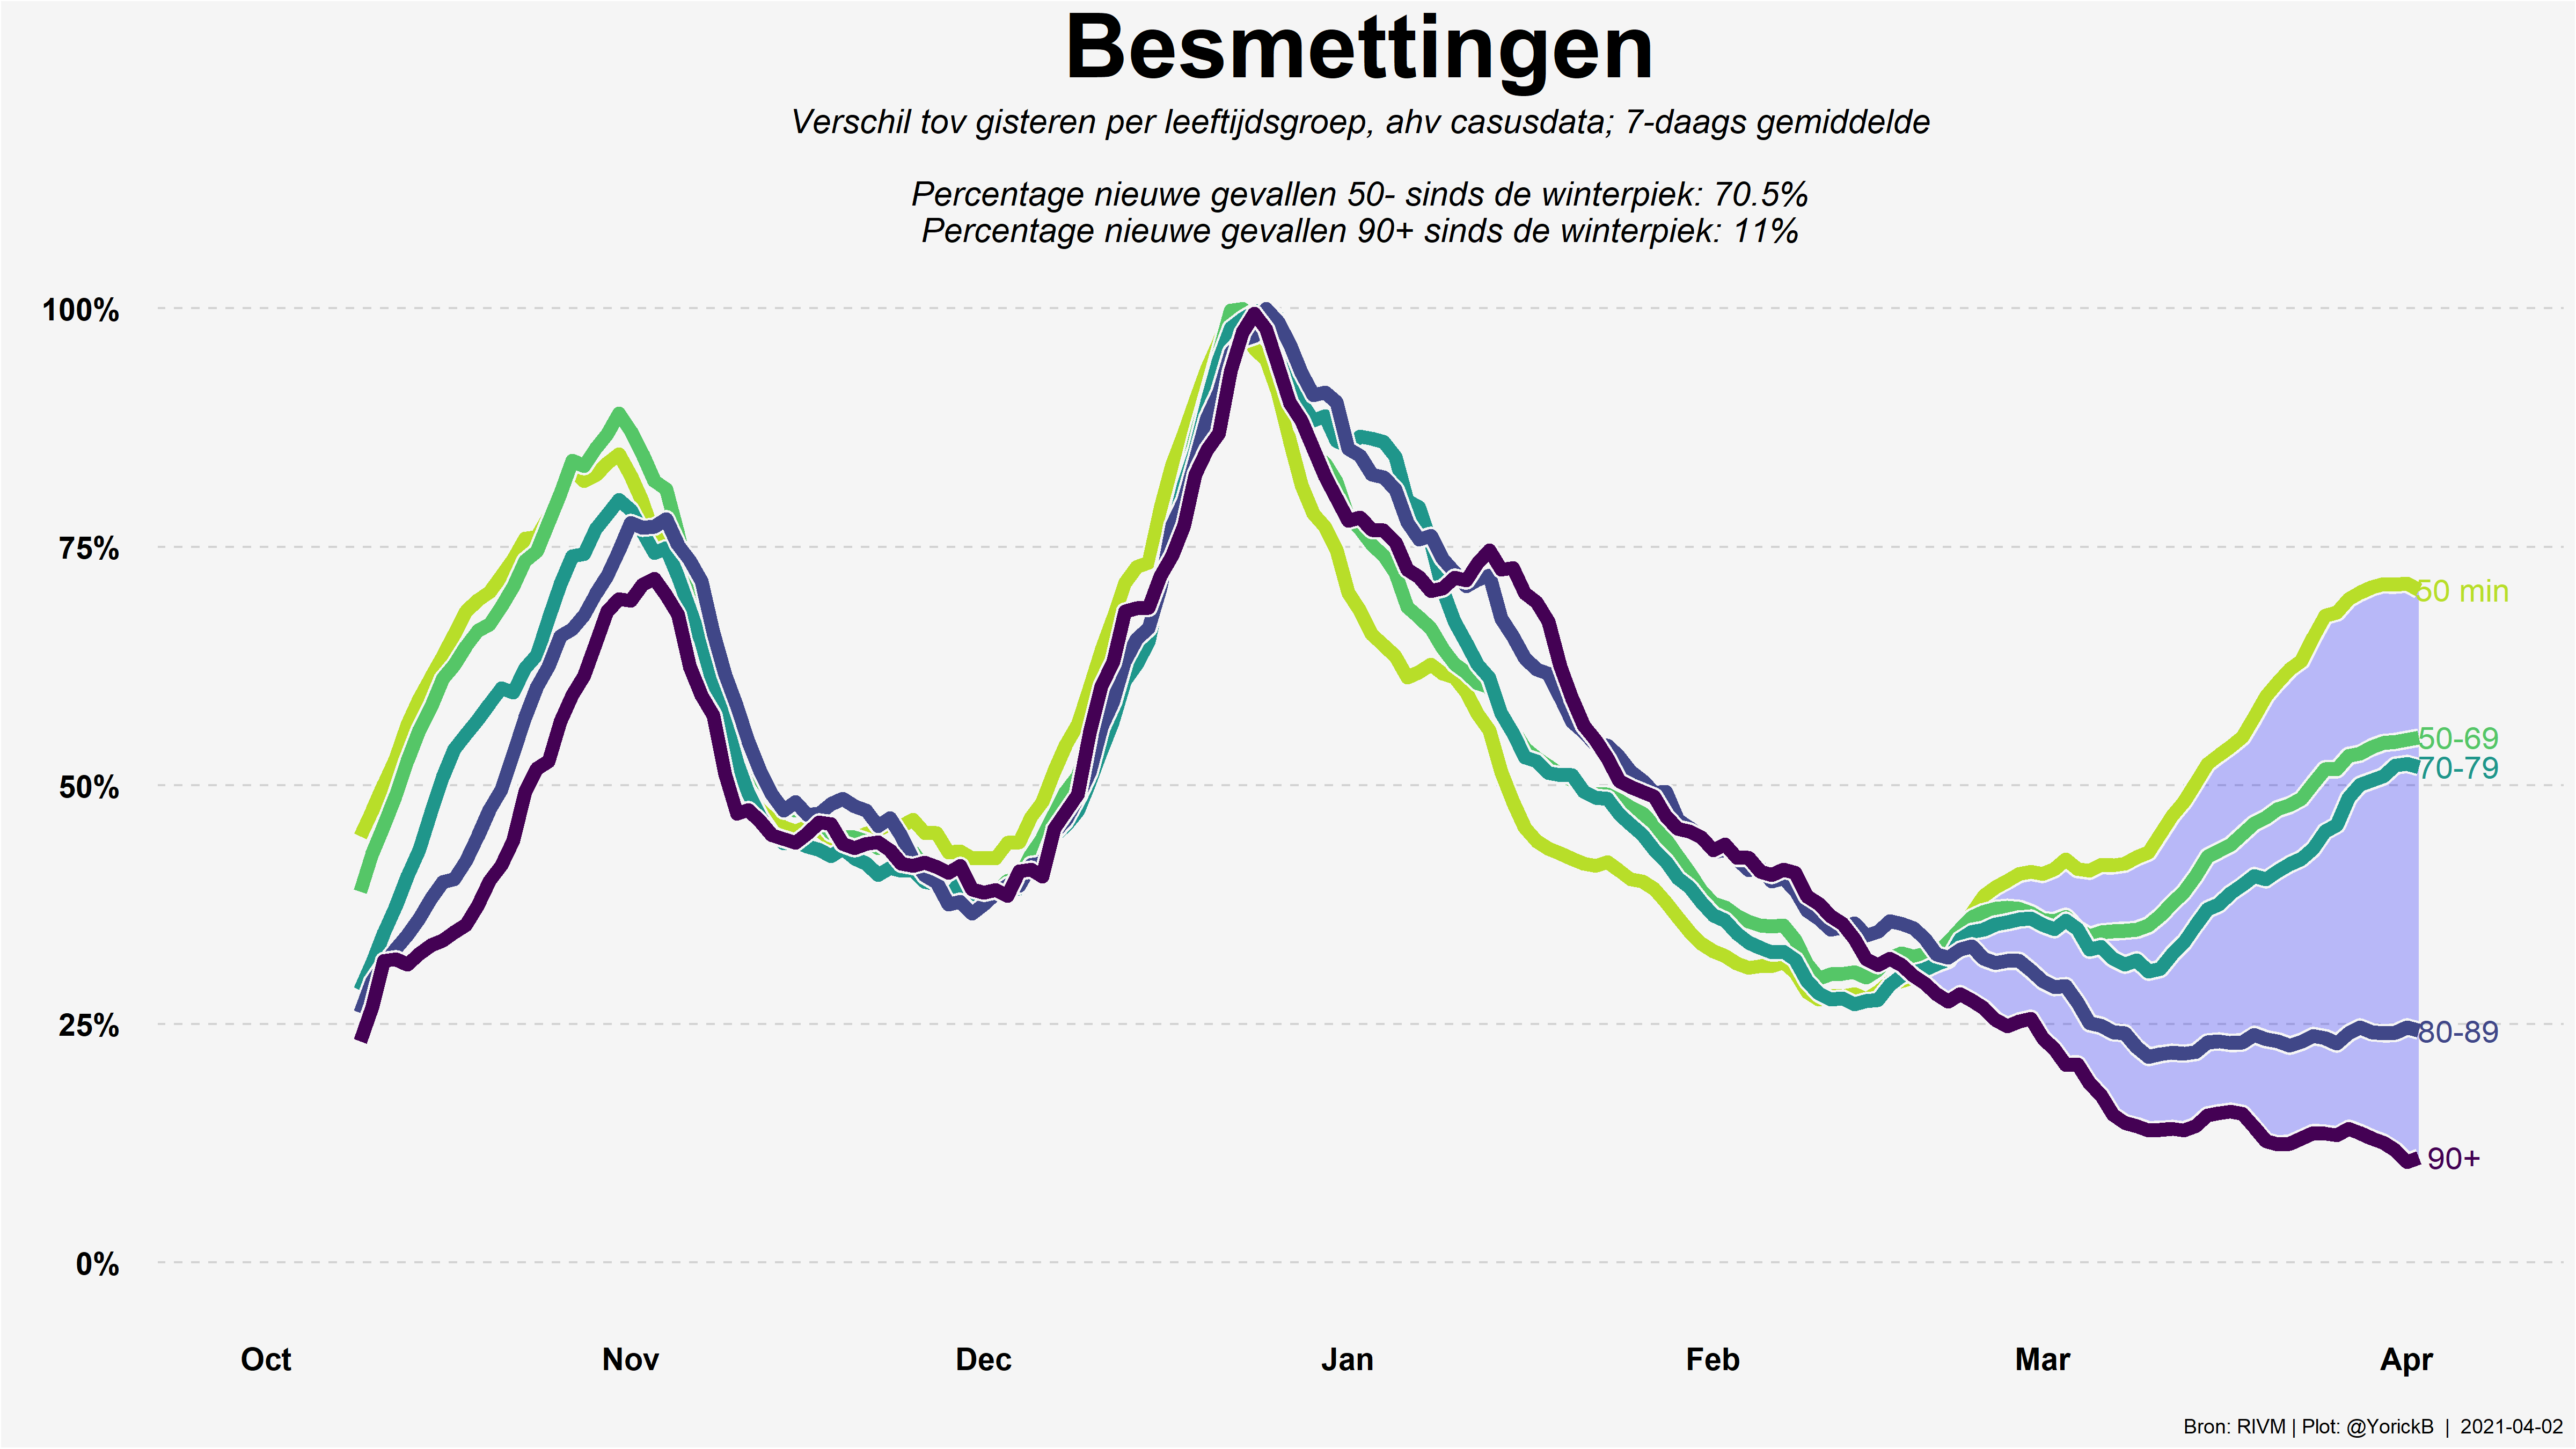 Besmettingen
Verschil tov gisteren per leeftijdsgroep, ahv casusdata; 7-daags gemiddelde
Percentage nieuwe gevallen 50- sinds de winterpiek: 70.5%
Percentage nieuwe gevallen 90+ sinds de winterpiek: 11%
100%
75%
50%
25%
0%
50 min
50-69
70-79
80-89
90+
Oct Nov Dec Jan Feb Mar Apr
Bron: RIVM | Plot: @YorickB | 2021-04-02